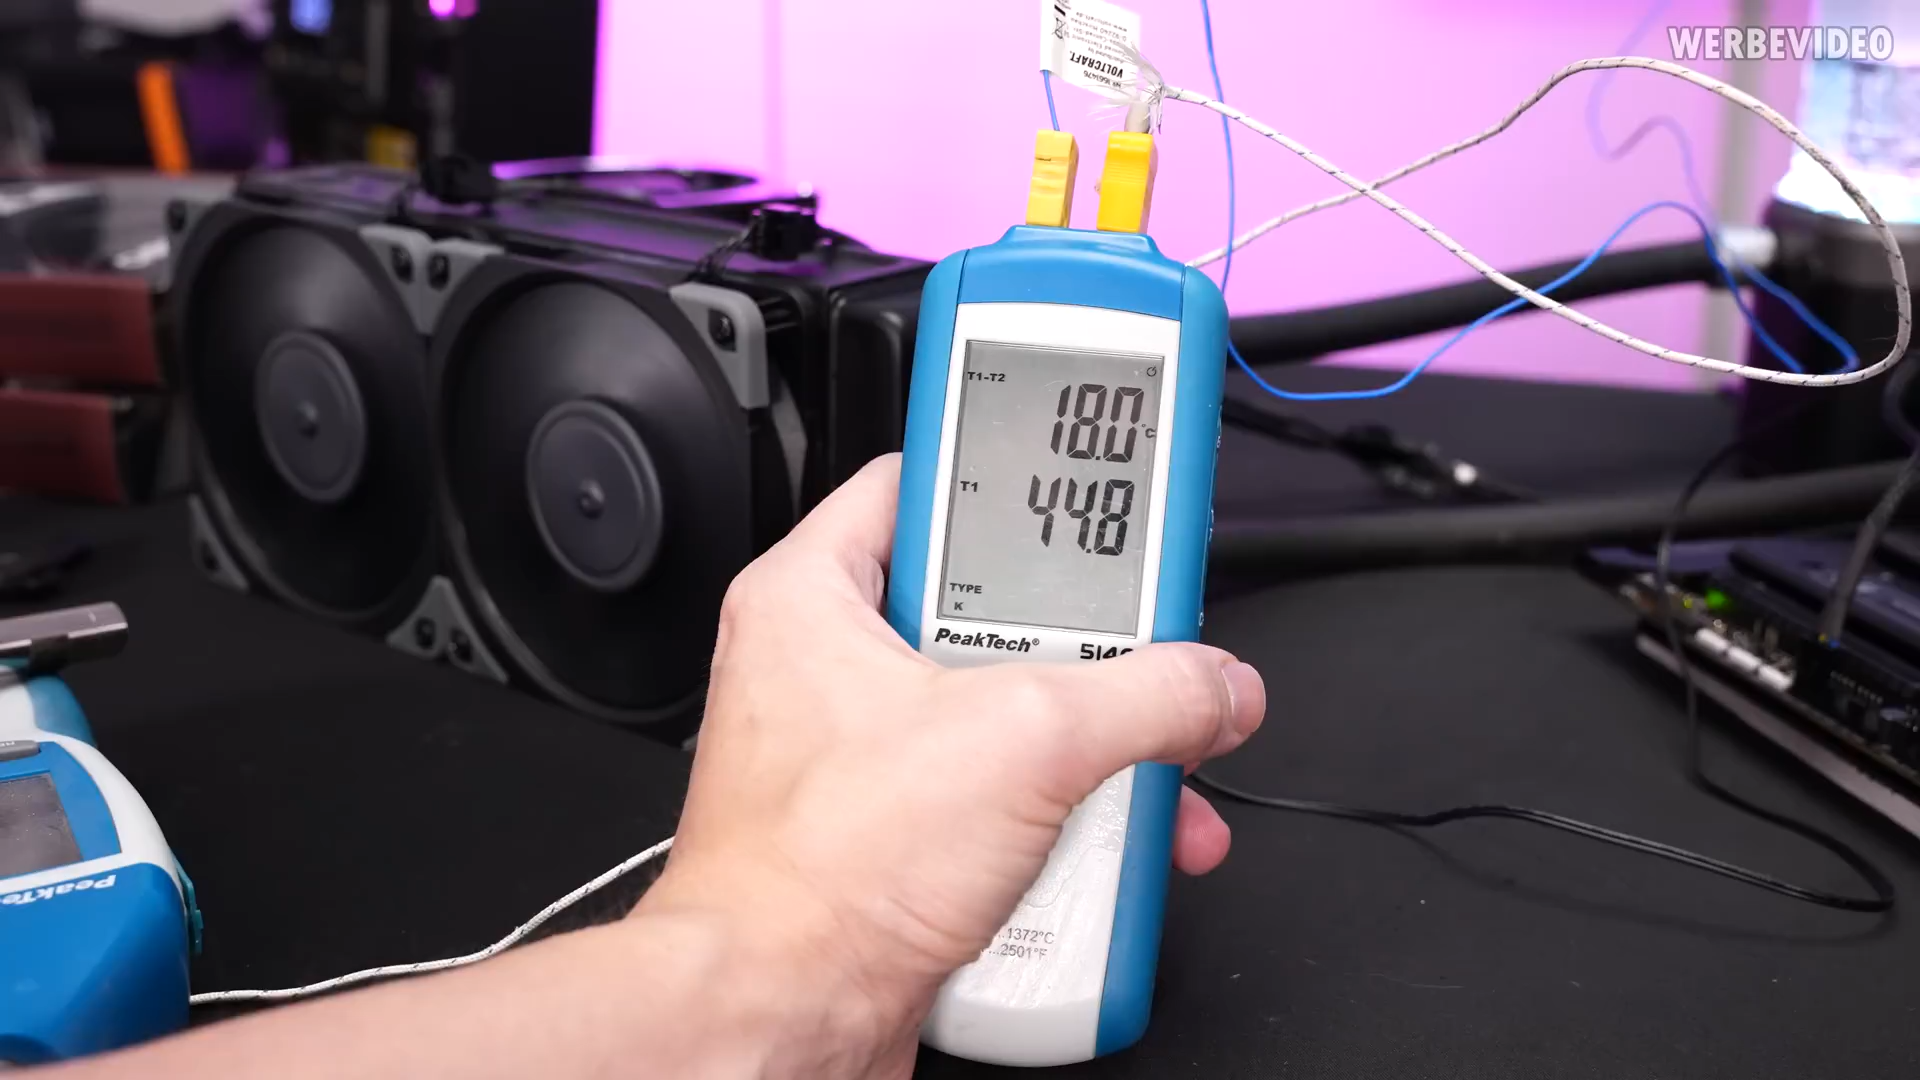 WERBEVIDEO
VOLTCRAFT.
T1-T2
18.0
°C
T1
44.8
TYPE
K
PeakTech®
...1372°C
...2501°F
PeakTe